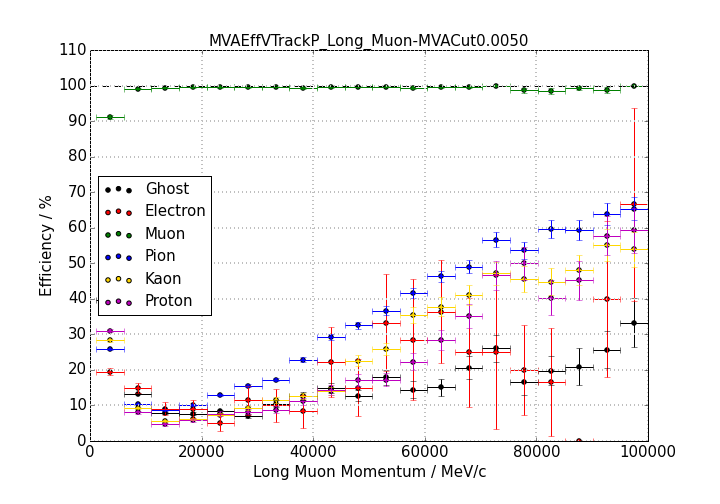 MVAEffVTrackP_Long_Muon-MVACut0.0050
110
100
90
80
70
60
50
40
30
20
10
0
Efficiency / %
Ghost
Electron
Muon
Pion
Kaon
Proton
0 20000 40000 60000 80000 100000
Long Muon Momentum / MeV/c